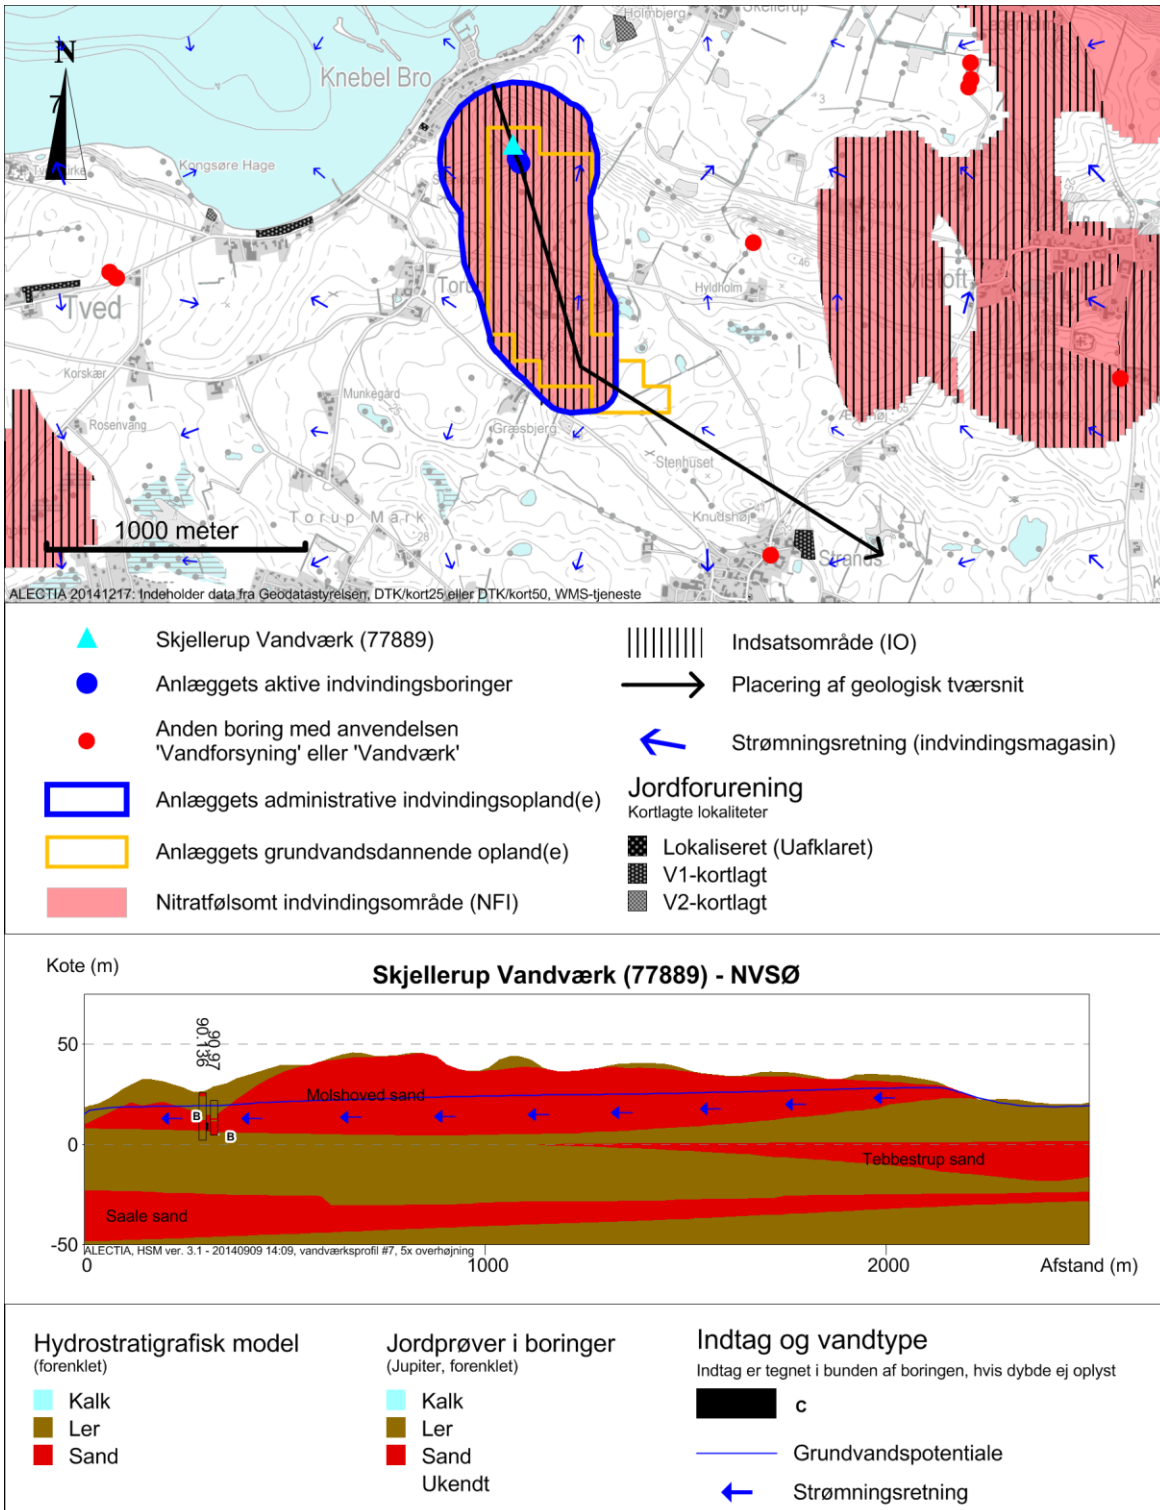 Holmbjerg
Skellerup
N
7
Knebel Bro
Kongsøre Hage
Tved
Torup
Hyldholm
Vistoft
Korskær
Munkegård
Rosenvang
Græsbjerg
Stenhuset
Knudshøj
Torup Mark
Strands
1000 meter
ALECTIA 20141217: Indeholder data fra Geodatastyrelsen, DTK/kort25 eller DTK/kort50, WMS-tjeneste
Skjellerup Vandværk (77889)
Anlæggets aktive indvindingsboringer
Anden boring med anvendelsen
'Vandforsyning' eller 'Vandværk'
Anlæggets administrative indvindingsopland(e)
Anlæggets grundvandsdannende opland(e)
Nitratfølsomt indvindingsområde (NFI)
Indsatsområde (IO)
Placering af geologisk tværsnit
Strømningsretning (indvindingsmagasin)
Jordforurening
Kortlagte lokaliteter
Lokaliseret (Uafklaret)
V1-kortlagt
V2-kortlagt
Kote (m)
Skjellerup Vandværk (77889) - NVSØ
50
0
-50
90.136
90.97
B
B
Molshoved sand
Tebbestrup sand
Saale sand
ALECTIA, HSM ver. 3.1 - 20140909 14:09, vandværksprofil #7, 5x overhøjning
0
1000
2000
Afstand (m)
Hydrostratigrafisk model
(forenklet)
Kalk
Ler
Sand
Jordprøver i boringer
(Jupiter, forenklet)
Kalk
Ler
Sand
Ukendt
Indtag og vandtype
Indtag er tegnet i bunden af boringen, hvis dybde ej oplyst
C
Grundvandspotentiale
Strømningsretning